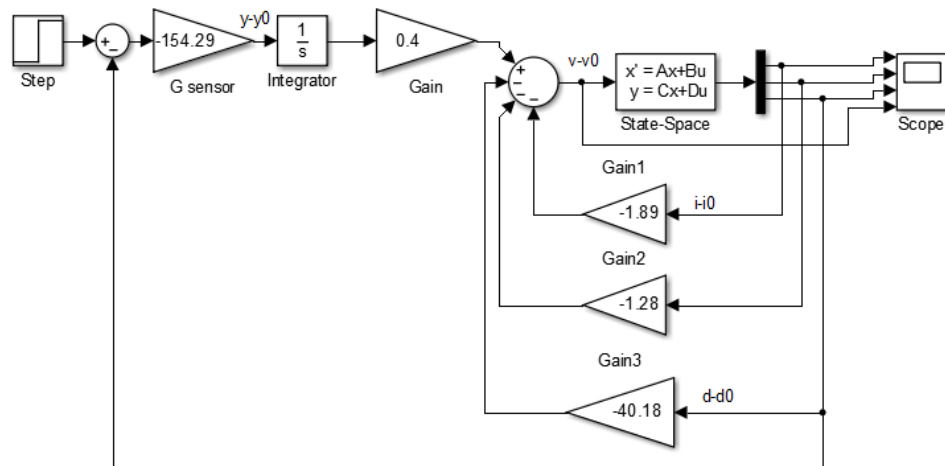 Step
-154.29
G sensor
y-y0
1
s
Integrator
0.4
Gain
v-v0
x' = Ax+Bu
y = Cx+Du
State-Space
Scope
Gain1
-1.89
i-i0
Gain2
-1.28
Gain3
-40.18
d-d0